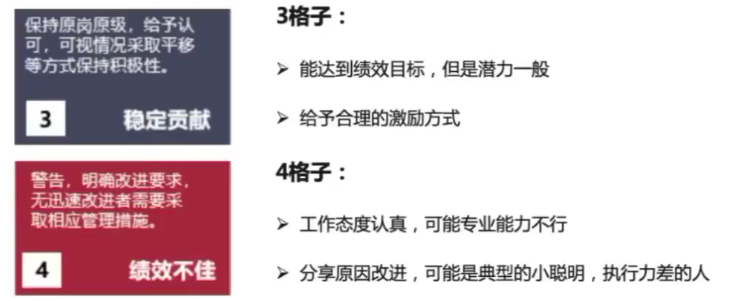 保持原岗原级，给予认
可，可视情况采取平移
等方式保持积极性。
3 稳定贡献
3格子：
➢ 能达到绩效目标，但是潜力一般
➢ 给予合理的激励方式
警告，明确改进要求，
无迅速改进者需要采
取相应管理措施。
4 绩效不佳
4格子：
➢ 工作态度认真，可能专业能力不行
➢ 分享原因改进，可能是典型的小聪明，执行力差的人